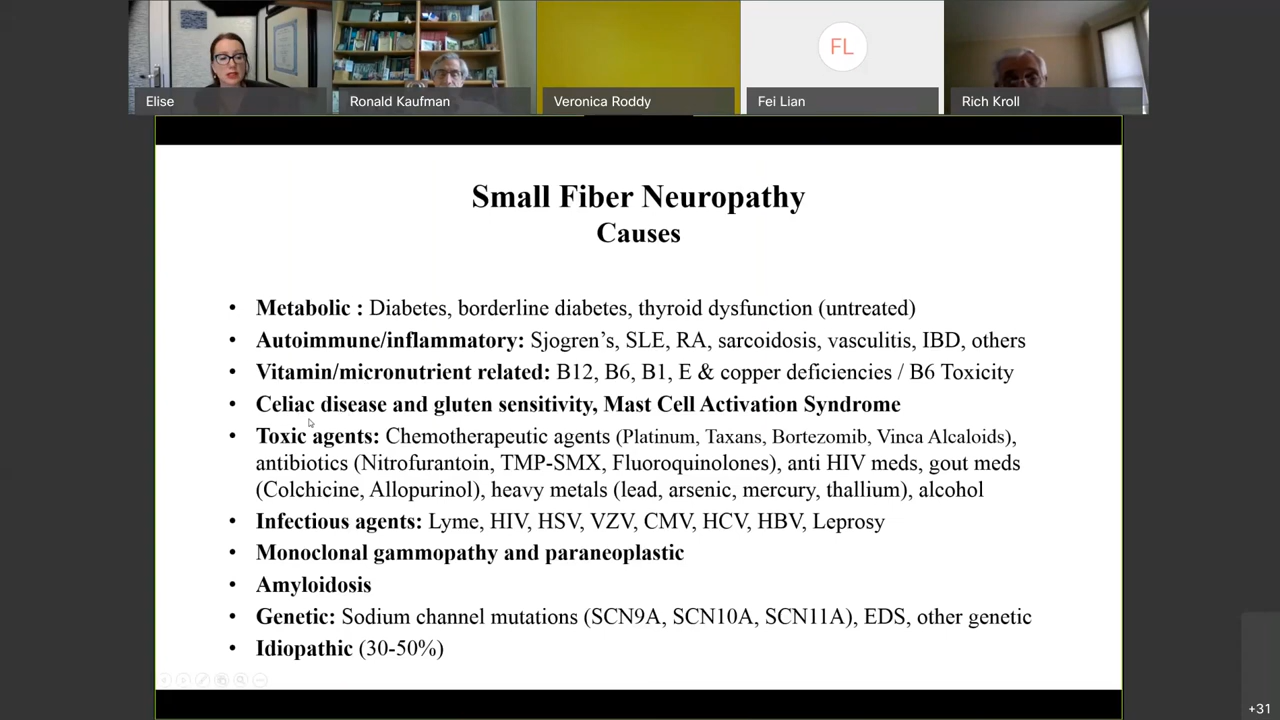 Elise
Ronald Kaufman
Veronica Roddy
FL
Fei Lian
Rich Kroll
Small Fiber Neuropathy
Causes
• Metabolic : Diabetes, borderline diabetes, thyroid dysfunction (untreated)
• Autoimmune/inflammatory: Sjogren’s, SLE, RA, sarcoidosis, vasculitis, IBD, others
• Vitamin/micronutrient related: B12, B6, B1, E & copper deficiencies / B6 Toxicity
• Celiac disease and gluten sensitivity, Mast Cell Activation Syndrome
• Toxic agents: Chemotherapeutic agents (Platinum, Taxans, Bortezomib, Vinca Alcaloids),
antibiotics (Nitrofurantoin, TMP-SMX, Fluoroquinolones), anti HIV meds, gout meds
(Colchicine, Allopurinol), heavy metals (lead, arsenic, mercury, thallium), alcohol
• Infectious agents: Lyme, HIV, HSV, VZV, CMV, HCV, HBV, Leprosy
• Monoclonal gammopathy and paraneoplastic
• Amyloidosis
• Genetic: Sodium channel mutations (SCN9A, SCN10A, SCN11A), EDS, other genetic
• Idiopathic (30-50%)
+31